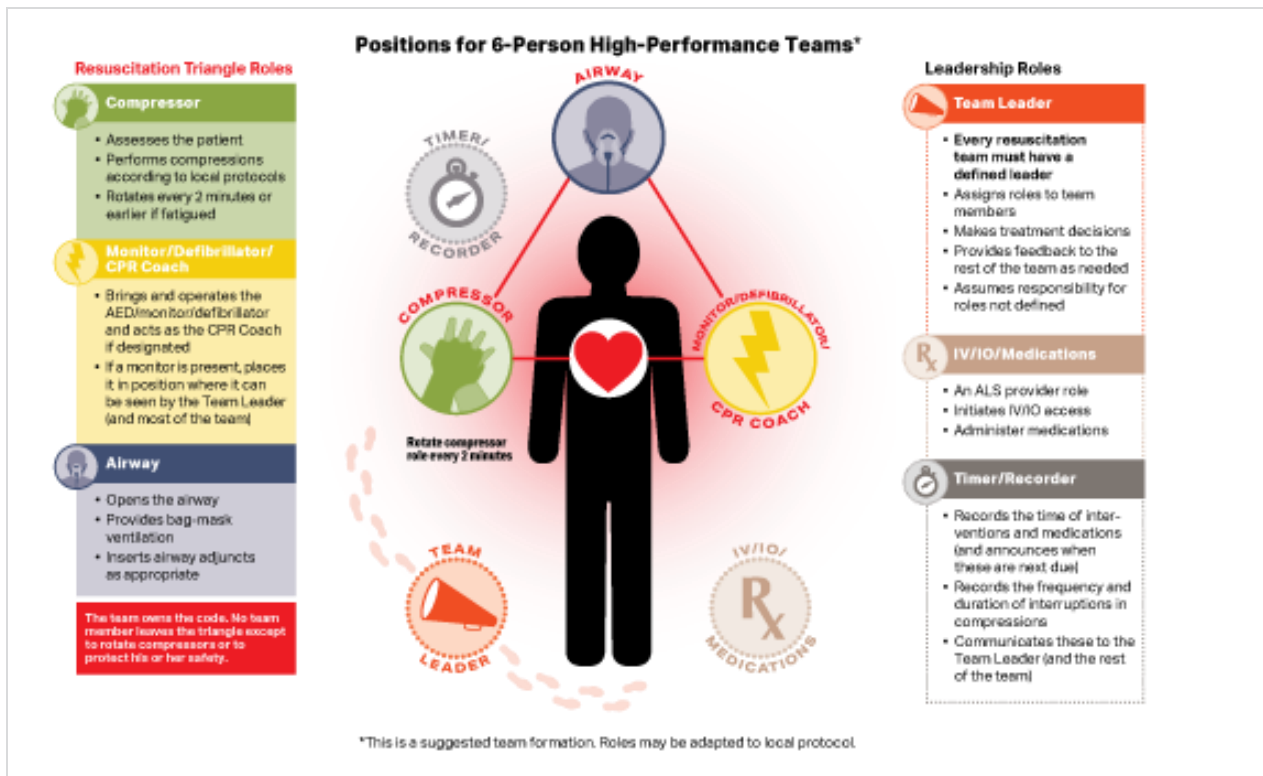 Positions for 6-Person High-Performance Teams*
Resuscitation Triangle Roles
Compressor
• Assesses the patient
• Performs compressions
according to local protocols
• Rotates every 2 minutes or
earlier if fatigued
Monitor/Defibrillator/
CPR Coach
• Brings and operates the
AED/monitor/defibrillator
and acts as the CPR Coach
if designated
• If a monitor is present, places
it in position where it can
be seen by the Team Leader
(and most of the team)
Airway
• Opens the airway
• Provides bag-mask
ventilation
• Inserts airway adjuncts
as appropriate
The team owns the code. No team
member leaves the triangle except
to rotate compressors or to
protect his or her safety.
AIRWAY
TIMER/
RECORDER
COMPRESSOR
MONITOR/DEFIBRILLATOR/
CPR COACH
Rotate compressor
role every 2 minutes
TEAM
LEADER
IV/IO/
Rx
MEDICATIONS
Leadership Roles
Team Leader
• Every resuscitation
team must have a
defined leader
• Assigns roles to team
members
• Makes treatment decisions
• Provides feedback to the
rest of the team as needed
• Assumes responsibility for
roles not defined
Rx
IV/IO/Medications
• An ALS provider role
• Initiates IV/IO access
• Administer medications
Timer/Recorder
• Records the time of inter-
ventions and medications
(and announces when
these are next due)
• Records the frequency and
duration of interruptions in
compressions
• Communicates these to the
Team Leader (and the rest
of the team)
*This is a suggested team formation. Roles may be adapted to local protocol.